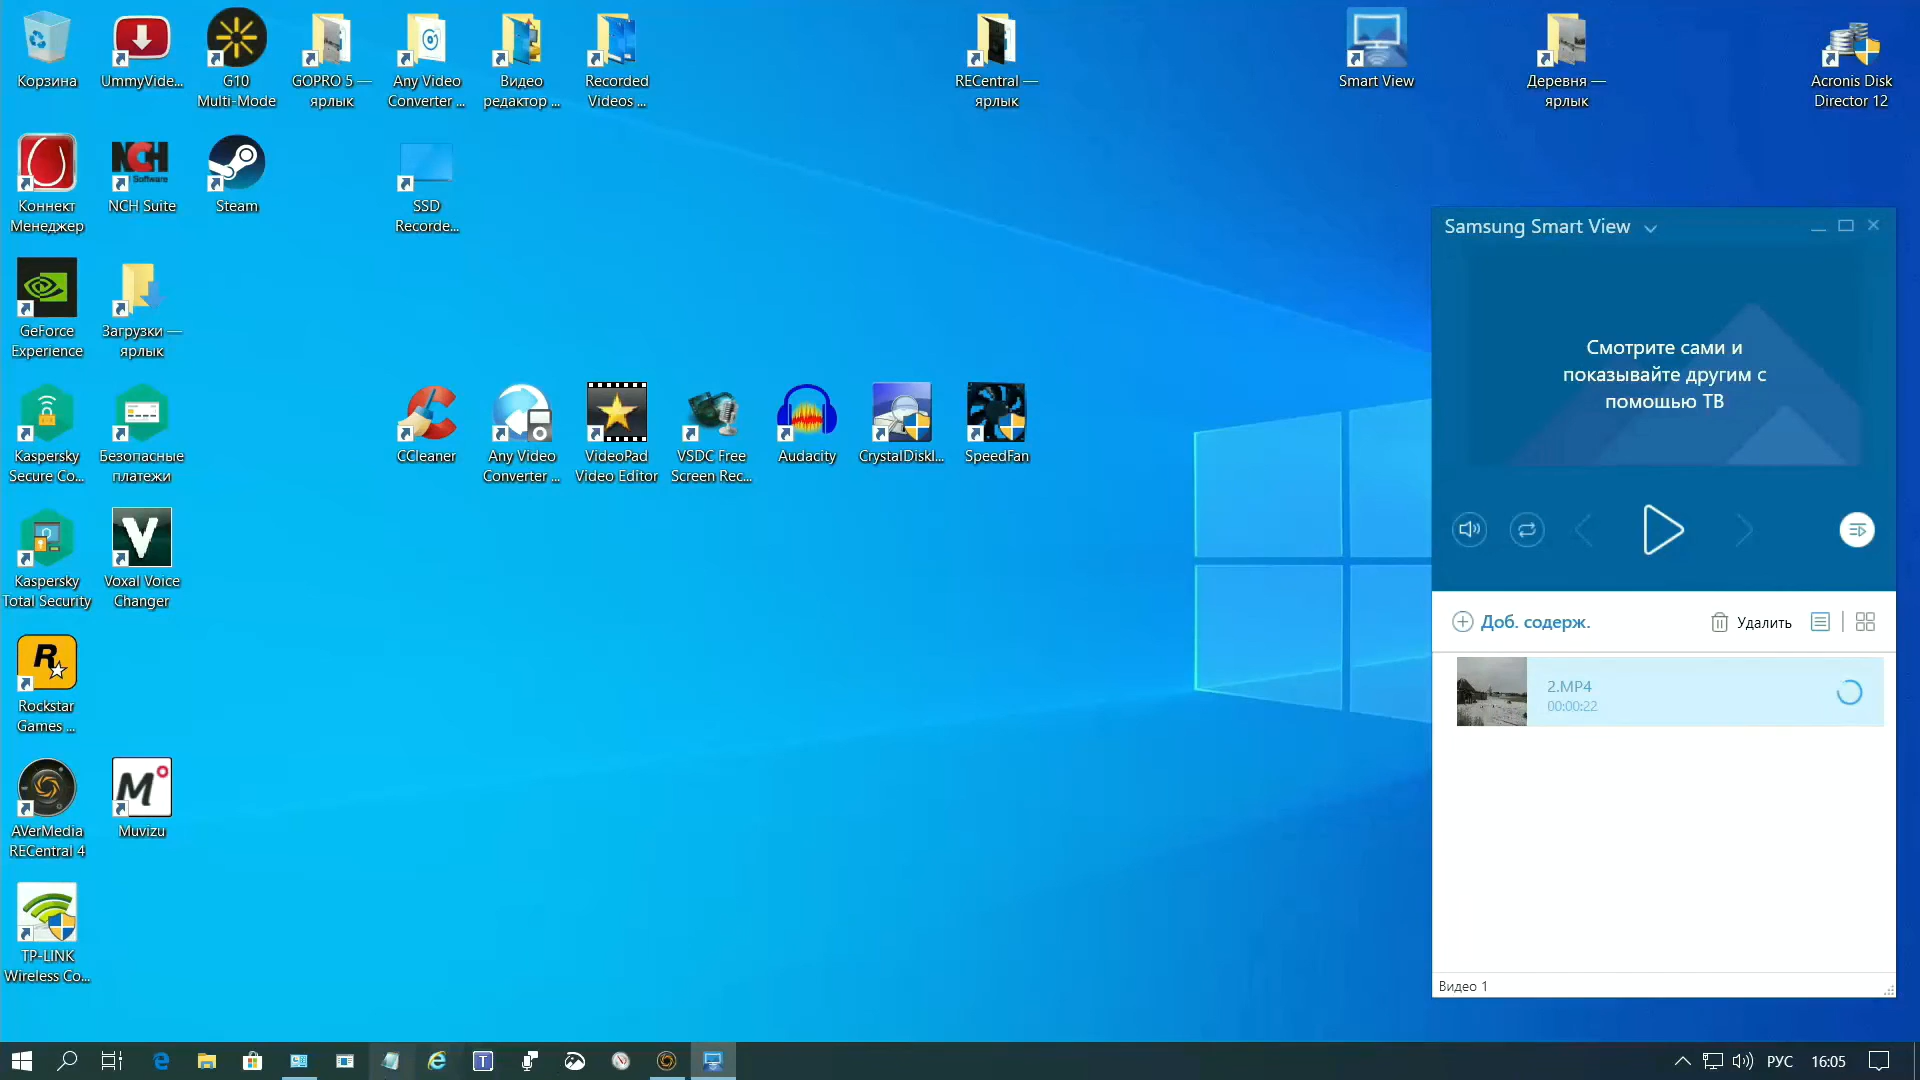 Корзина
UmmyVide...
G10
Multi-Mode
GOPRO 5 —
ярлык
Any Video
Converter ...
Видео
редактор ...
Recorded
Videos ...
RECentral —
ярлык
Smart View
Деревня —
ярлык
Acronis Disk
Director 12
Коннект
Менеджер
NCH
Software
NCH Suite
Steam
SSD
Recorde...
Samsung Smart View
GeForce
Experience
Загрузки —
ярлык
Смотрите сами и
показывайте другим с
помощью ТВ
Kaspersky
Secure Co...
Безопасные
платежи
CCleaner
Any Video
Converter ...
VideoPad
Video Editor
VSDC Free
Screen Rec...
Audacity
CrystalDiskI...
SpeedFan
Kaspersky
Total Security
V
Voxal Voice
Changer
Доб. содерж.
Удалить
2.MP4
00:00:22
R
Rockstar
Games ...
AVerMedia
RECentral 4
M
Muvizu
TP-LINK
Wireless Co...
Видео 1
T
РУС
16:05